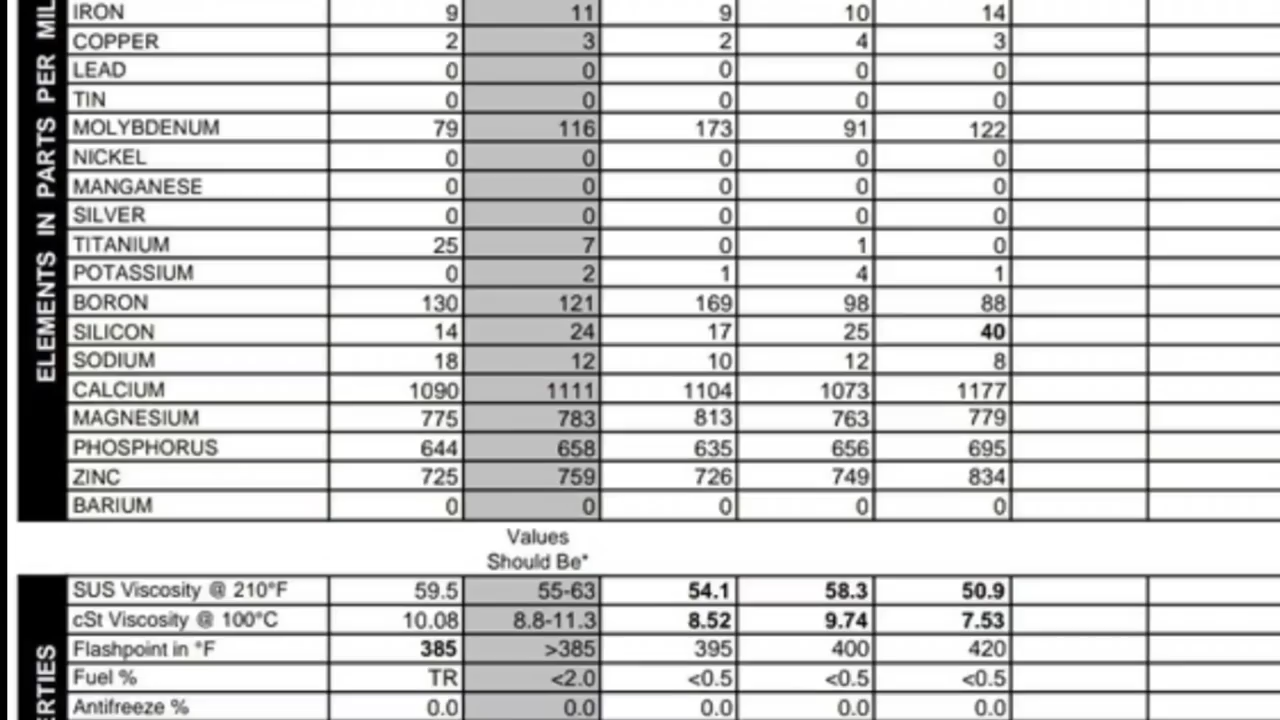 ELEMENTS IN PARTS PER MIL
IRON 9 11 9 10 14
COPPER 2 3 2 4 3
LEAD 0 0 0 0 0
TIN 0 0 0 0 0
MOLYBDENUM 79 116 173 91 122
NICKEL 0 0 0 0 0
MANGANESE 0 0 0 0 0
SILVER 0 0 0 0 0
TITANIUM 25 7 0 1 0
POTASSIUM 0 2 1 4 1
BORON 130 121 169 98 88
SILICON 14 24 17 25 40
SODIUM 18 12 10 12 8
CALCIUM 1090 1111 1104 1073 1177
MAGNESIUM 775 783 813 763 779
PHOSPHORUS 644 658 635 656 695
ZINC 725 759 726 749 834
BARIUM 0 0 0 0 0
Values
Should Be*
ERTIES
SUS Viscosity @ 210°F 59.5 55-63 54.1 58.3 50.9
cSt Viscosity @ 100°C 10.08 8.8-11.3 8.52 9.74 7.53
Flashpoint in °F 385 >385 395 400 420
Fuel % TR <2.0 <0.5 <0.5 <0.5
Antifreeze % 0.0 0.0 0.0 0.0 0.0